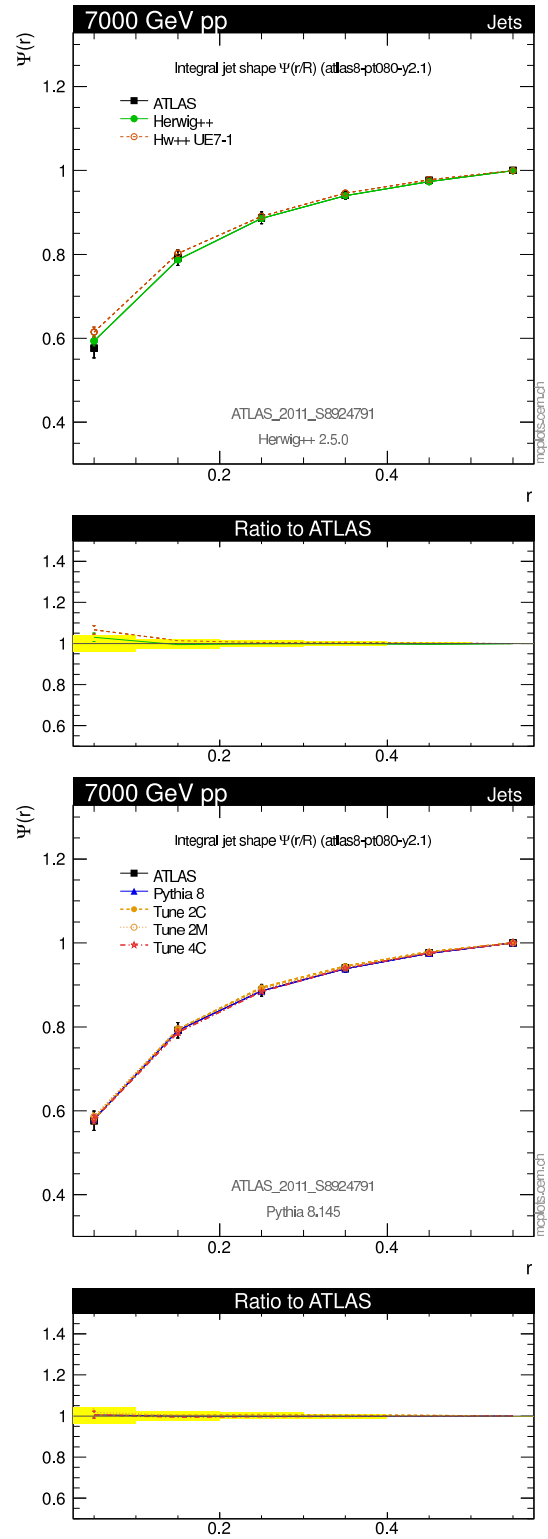 7000 GeV pp Jets
Ψ(r)
Integral jet shape Ψ(r/R) (atlas8-pt080-y2.1)
ATLAS
Herwig++
Hw++ UE7-1
1.2
1
0.8
0.6
0.4
ATLAS_2011_S8924791
Herwig++ 2.5.0
mcplots.cern.ch
0.2 0.4
r
Ratio to ATLAS
1.4
1.2
1
0.8
0.6
0.2 0.4
7000 GeV pp Jets
Ψ(r)
Integral jet shape Ψ(r/R) (atlas8-pt080-y2.1)
ATLAS
Pythia 8
Tune 2C
Tune 2M
Tune 4C
1.2
1
0.8
0.6
0.4
ATLAS_2011_S8924791
Pythia 8.145
mcplots.cern.ch
0.2 0.4
r
Ratio to ATLAS
1.4
1.2
1
0.8
0.6
0.2 0.4